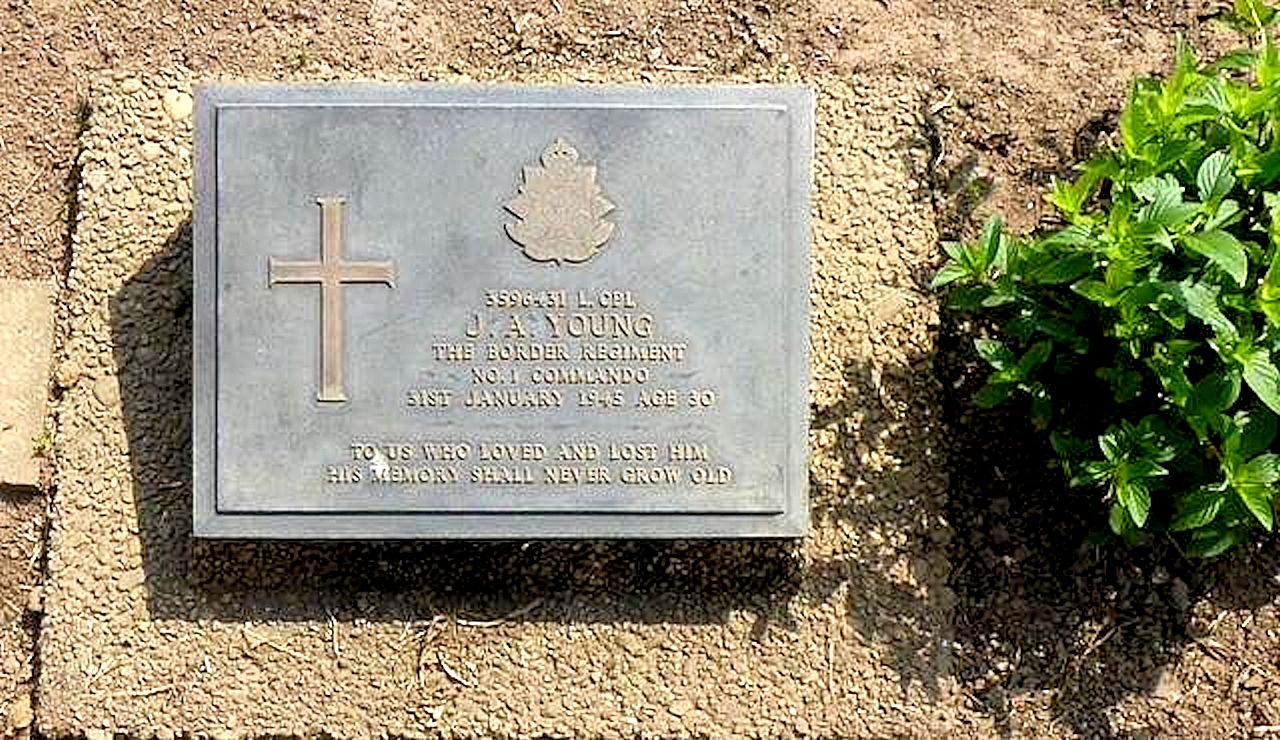 3596431 L. CPL
J. A. YOUNG
THE BORDER REGIMENT
NO. 1 COMMANDO
31ST JANUARY 1945 AGE 30
TO US WHO LOVED AND LOST HIM
HIS MEMORY SHALL NEVER GROW OLD